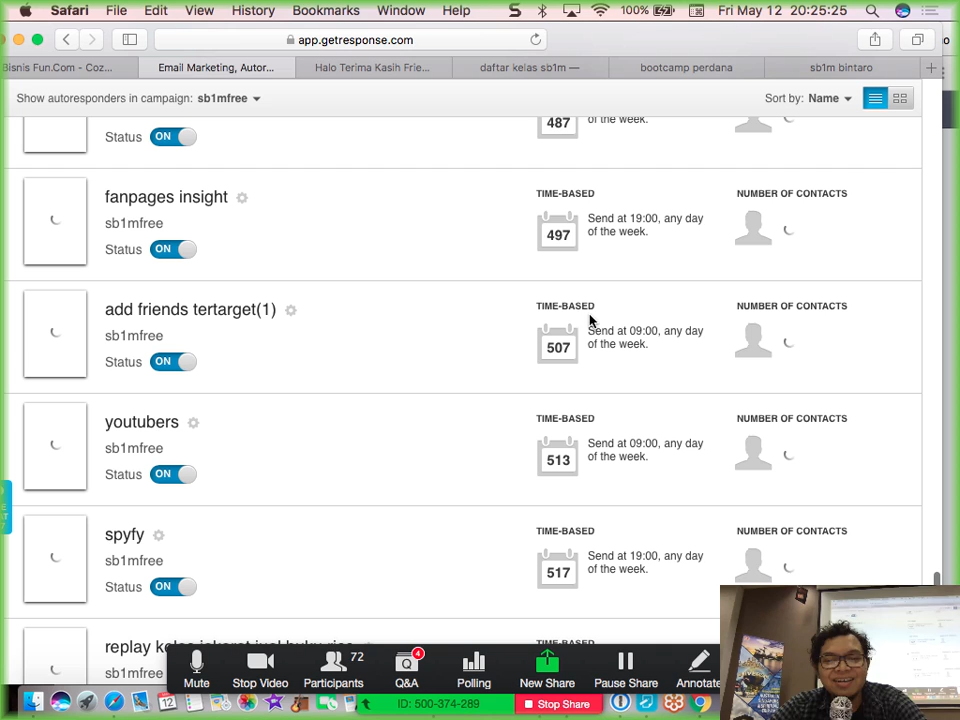 Safari File Edit View History Bookmarks Window Help 100% Fri May 12 20:25:25
app.getresponse.com
Bisnis Fun.Com - Coz... Email Marketing, Autor... Halo Terima Kasih Frie... daftar kelas sb1m — bootcamp perdana sb1m bintaro
Show autoresponders in campaign: sb1mfree Sort by: Name
Status ON 487 of the week.
fanpages insight TIME-BASED NUMBER OF CONTACTS
sb1mfree 497 Send at 19:00, any day
Status ON of the week.
add friends tertarget(1) TIME-BASED NUMBER OF CONTACTS
sb1mfree 507 Send at 09:00, any day
Status ON of the week.
youtubers TIME-BASED NUMBER OF CONTACTS
sb1mfree 513 Send at 09:00, any day
Status ON of the week.
spyfy TIME-BASED NUMBER OF CONTACTS
sb1mfree 517 Send at 19:00, any day
Status ON of the week.
replay
sb1mfree
72 4
Mute Stop Video Participants Q&A Polling New Share Pause Share Annotate
12 ID: 500-374-289 Stop Share